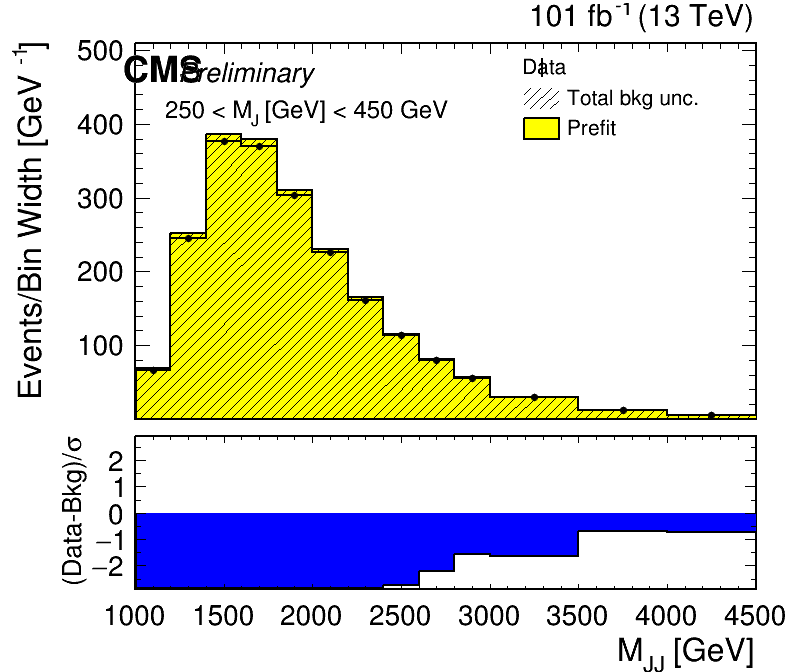 101 fb⁻¹ (13 TeV)
CMS Preliminary
250 < M_J [GeV] < 450 GeV
Data
Total bkg unc.
Prefit
Events/Bin Width [GeV⁻¹]
500
400
300
200
100
(Data-Bkg)/σ
2
1
0
−1
−2
1000 1500 2000 2500 3000 3500 4000 4500
M_JJ [GeV]